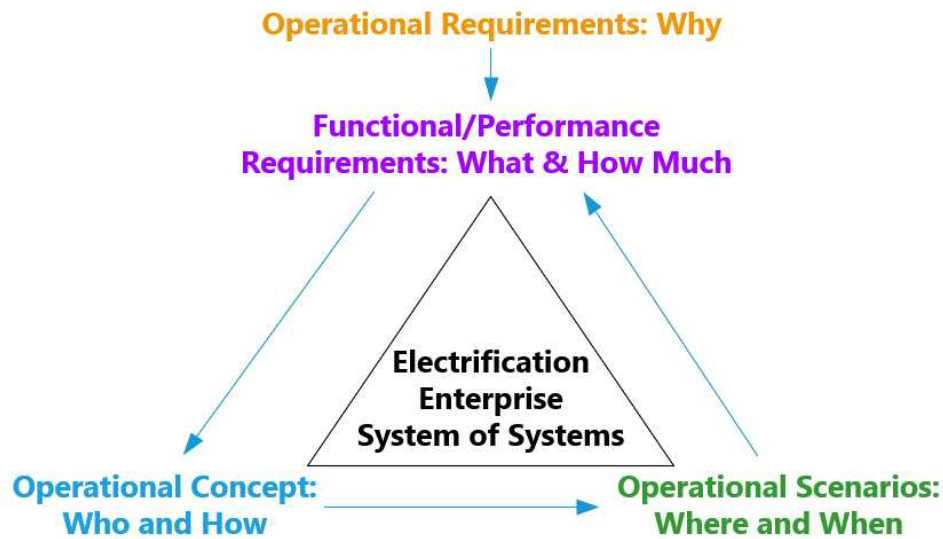 Operational Requirements: Why
Functional/Performance
Requirements: What & How Much
Electrification
Enterprise
System of Systems
Operational Concept:
Who and How
Operational Scenarios:
Where and When